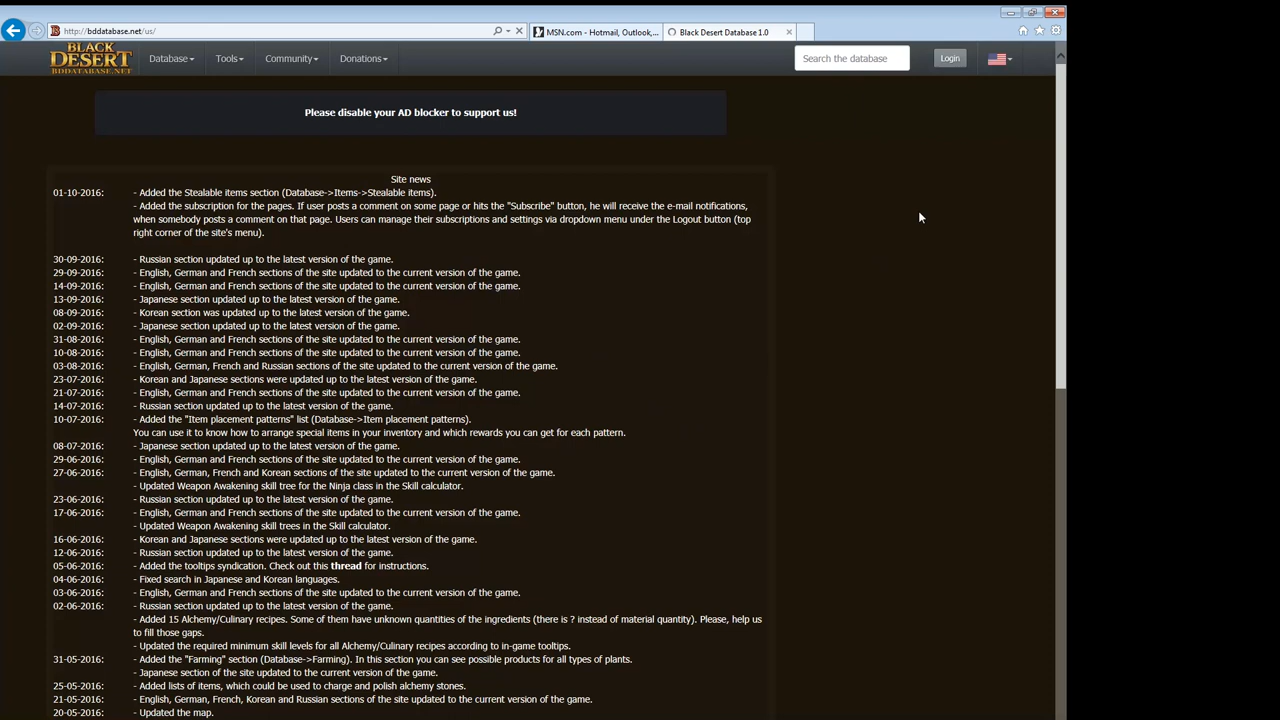 http://bddatabase.net/us/
MSN.com - Hotmail, Outlook,...
Black Desert Database 1.0
BLACK
DESERT
BDDATABASE.NET
Database
Tools
Community
Donations
Search the database
Login
Please disable your AD blocker to support us!
Site news
01-10-2016: - Added the Stealable items section (Database->Items->Stealable items).
- Added the subscription for the pages. If user posts a comment on some page or hits the "Subscribe" button, he will receive the e-mail notifications,
when somebody posts a comment on that page. Users can manage their subscriptions and settings via dropdown menu under the Logout button (top
right corner of the site's menu).
30-09-2016: - Russian section updated up to the latest version of the game.
29-09-2016: - English, German and French sections of the site updated to the current version of the game.
14-09-2016: - English, German and French sections of the site updated to the current version of the game.
13-09-2016: - Japanese section updated up to the latest version of the game.
08-09-2016: - Korean section was updated up to the latest version of the game.
02-09-2016: - Japanese section updated up to the latest version of the game.
31-08-2016: - English, German and French sections of the site updated to the current version of the game.
10-08-2016: - English, German and French sections of the site updated to the current version of the game.
03-08-2016: - English, German, French and Russian sections of the site updated to the current version of the game.
23-07-2016: - Korean and Japanese sections were updated up to the latest version of the game.
21-07-2016: - English, German and French sections of the site updated to the current version of the game.
14-07-2016: - Russian section updated up to the latest version of the game.
10-07-2016: - Added the "Item placement patterns" list (Database->Item placement patterns).
You can use it to know how to arrange special items in your inventory and which rewards you can get for each pattern.
08-07-2016: - Japanese section updated up to the latest version of the game.
29-06-2016: - English, German and French sections of the site updated to the current version of the game.
27-06-2016: - English, German, French and Korean sections of the site updated to the current version of the game.
- Updated Weapon Awakening skill tree for the Ninja class in the Skill calculator.
23-06-2016: - Russian section updated up to the latest version of the game.
17-06-2016: - English, German and French sections of the site updated to the current version of the game.
- Updated Weapon Awakening skill trees in the Skill calculator.
16-06-2016: - Korean and Japanese sections were updated up to the latest version of the game.
12-06-2016: - Russian section updated up to the latest version of the game.
05-06-2016: - Added the tooltips syndication. Check out this thread for instructions.
04-06-2016: - Fixed search in Japanese and Korean languages.
03-06-2016: - English, German and French sections of the site updated to the current version of the game.
02-06-2016: - Russian section updated up to the latest version of the game.
- Added 15 Alchemy/Culinary recipes. Some of them have unknown quantities of the ingredients (there is ? instead of material quantity). Please, help us
to fill those gaps.
- Updated the required minimum skill levels for all Alchemy/Culinary recipes according to in-game tooltips.
31-05-2016: - Added the "Farming" section (Database->Farming). In this section you can see possible products for all types of plants.
- Japanese section of the site updated to the current version of the game.
25-05-2016: - Added lists of items, which could be used to charge and polish alchemy stones.
21-05-2016: - English, German, French, Korean and Russian sections of the site updated to the current version of the game.
20-05-2016: - Updated the map.